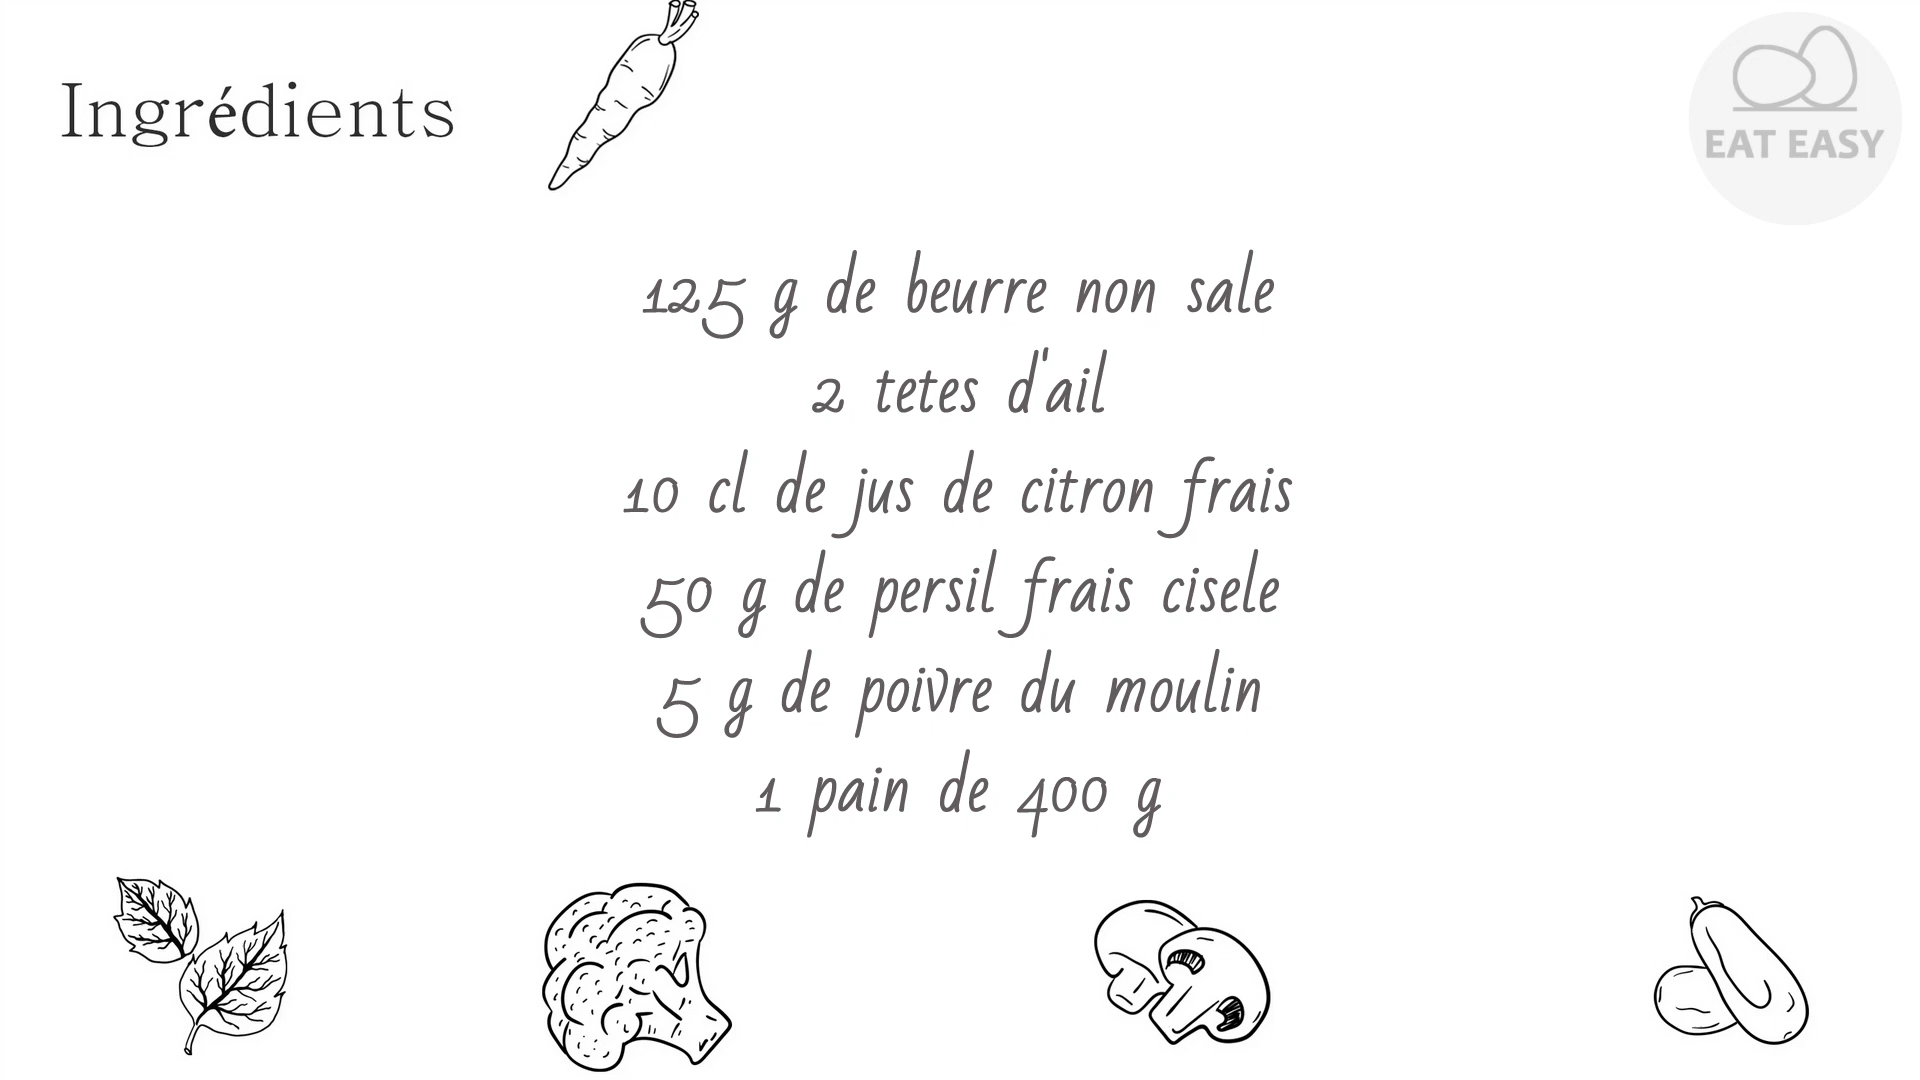 Ingrédients
EAT EASY
125 g de beurre non sale
2 tetes d'ail
10 cl de jus de citron frais
50 g de persil frais cisele
5 g de poivre du moulin
1 pain de 400 g